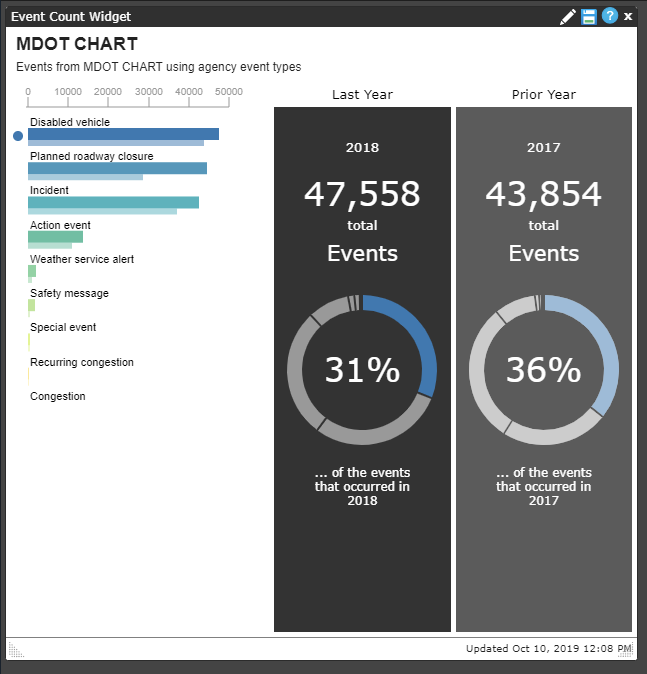 Event Count Widget
? x
MDOT CHART
Events from MDOT CHART using agency event types
0 10000 20000 30000 40000 50000
Disabled vehicle
Planned roadway closure
Incident
Action event
Weather service alert
Safety message
Special event
Recurring congestion
Congestion
Last Year
2018
47,558
total
Events
31%
... of the events
that occurred in
2018
Prior Year
2017
43,854
total
Events
36%
... of the events
that occurred in
2017
Updated Oct 10, 2019 12:08 PM